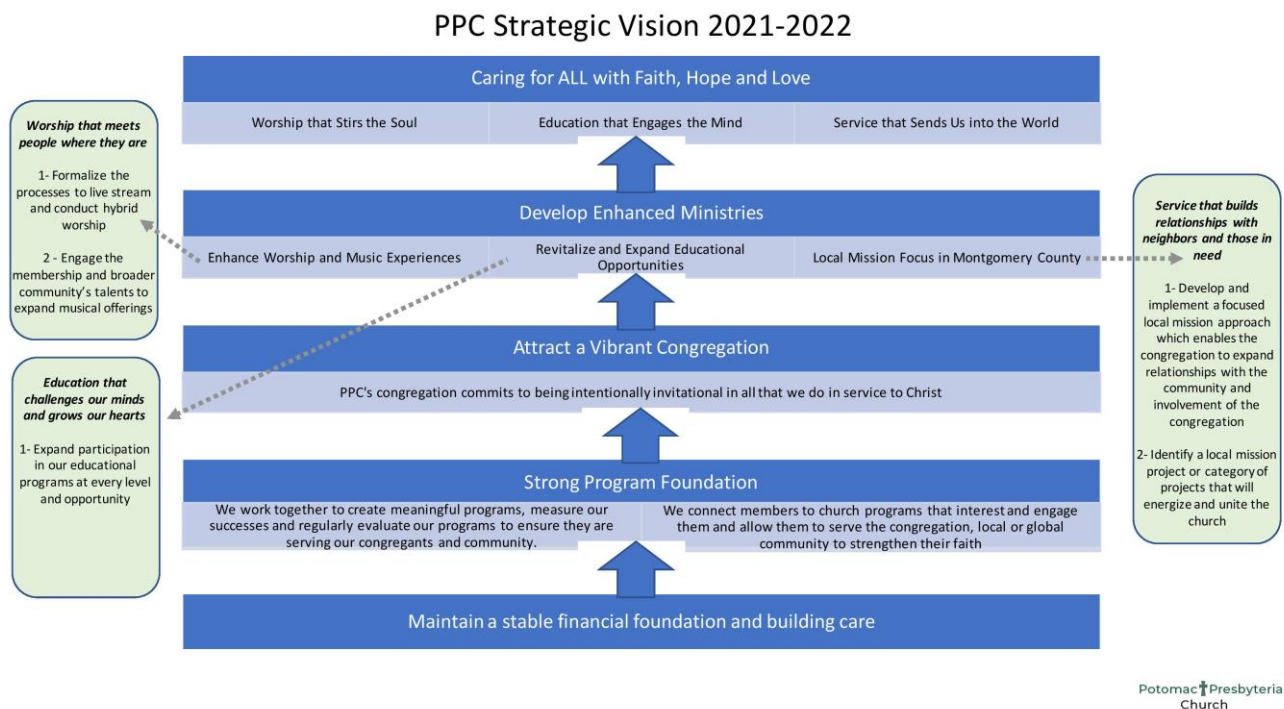 PPC Strategic Vision 2021-2022
Caring for ALL with Faith, Hope and Love
Worship that Stirs the Soul
Education that Engages the Mind
Service that Sends Us into the World
Develop Enhanced Ministries
Enhance Worship and Music Experiences
Revitalize and Expand Educational
Opportunities
Local Mission Focus in Montgomery County
Attract a Vibrant Congregation
PPC's congregation commits to being intentionally invitational in all that we do in service to Christ
Strong Program Foundation
We work together to create meaningful programs, measure our
successes and regularly evaluate our programs to ensure they are
serving our congregants and community.
We connect members to church programs that interest and engage
them and allow them to serve the congregation, local or global
community to strengthen their faith
Maintain a stable financial foundation and building care
Worship that meets
people where they are
1- Formalize the
processes to live stream
and conduct hybrid
worship
2 - Engage the
membership and broader
community's talents to
expand musical offerings
Education that
challenges our minds
and grows our hearts
1- Expand participation
in our educational
programs at every level
and opportunity
Service that builds
relationships with
neighbors and those in
need
1- Develop and
implement a focused
local mission approach
which enables the
congregation to expand
relationships with the
community and
involvement of the
congregation
2- Identify a local mission
project or category of
projects that will
energize and unite the
church
Potomac Presbyteria
Church